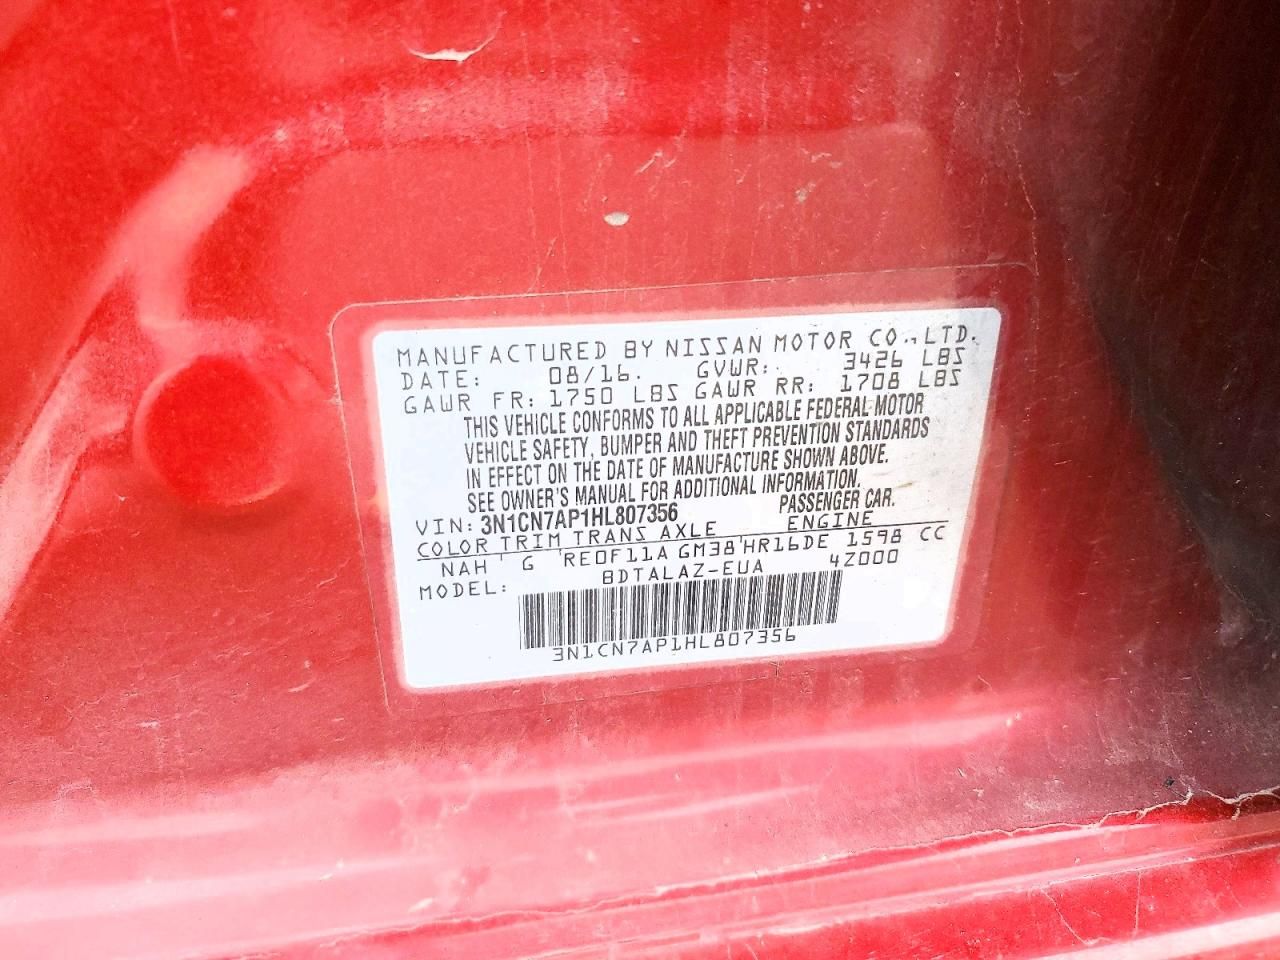 MANUFACTURED BY NISSAN MOTOR CO., LTD.
DATE: 08/16. GVWR: 3426 LBS
GAWR FR: 1750 LBS GAWR RR: 1708 LBS
THIS VEHICLE CONFORMS TO ALL APPLICABLE FEDERAL MOTOR
VEHICLE SAFETY, BUMPER AND THEFT PREVENTION STANDARDS
IN EFFECT ON THE DATE OF MANUFACTURE SHOWN ABOVE.
SEE OWNER'S MANUAL FOR ADDITIONAL INFORMATION.
VIN: 3N1CN7AP1HL807356 PASSENGER CAR.
COLOR TRIM TRANS AXLE ENGINE
NAH G RE0F11A GM38 HR16DE 1598 CC
MODEL: BDTALAZ-EUA 4Z000
3N1CN7AP1HL807356